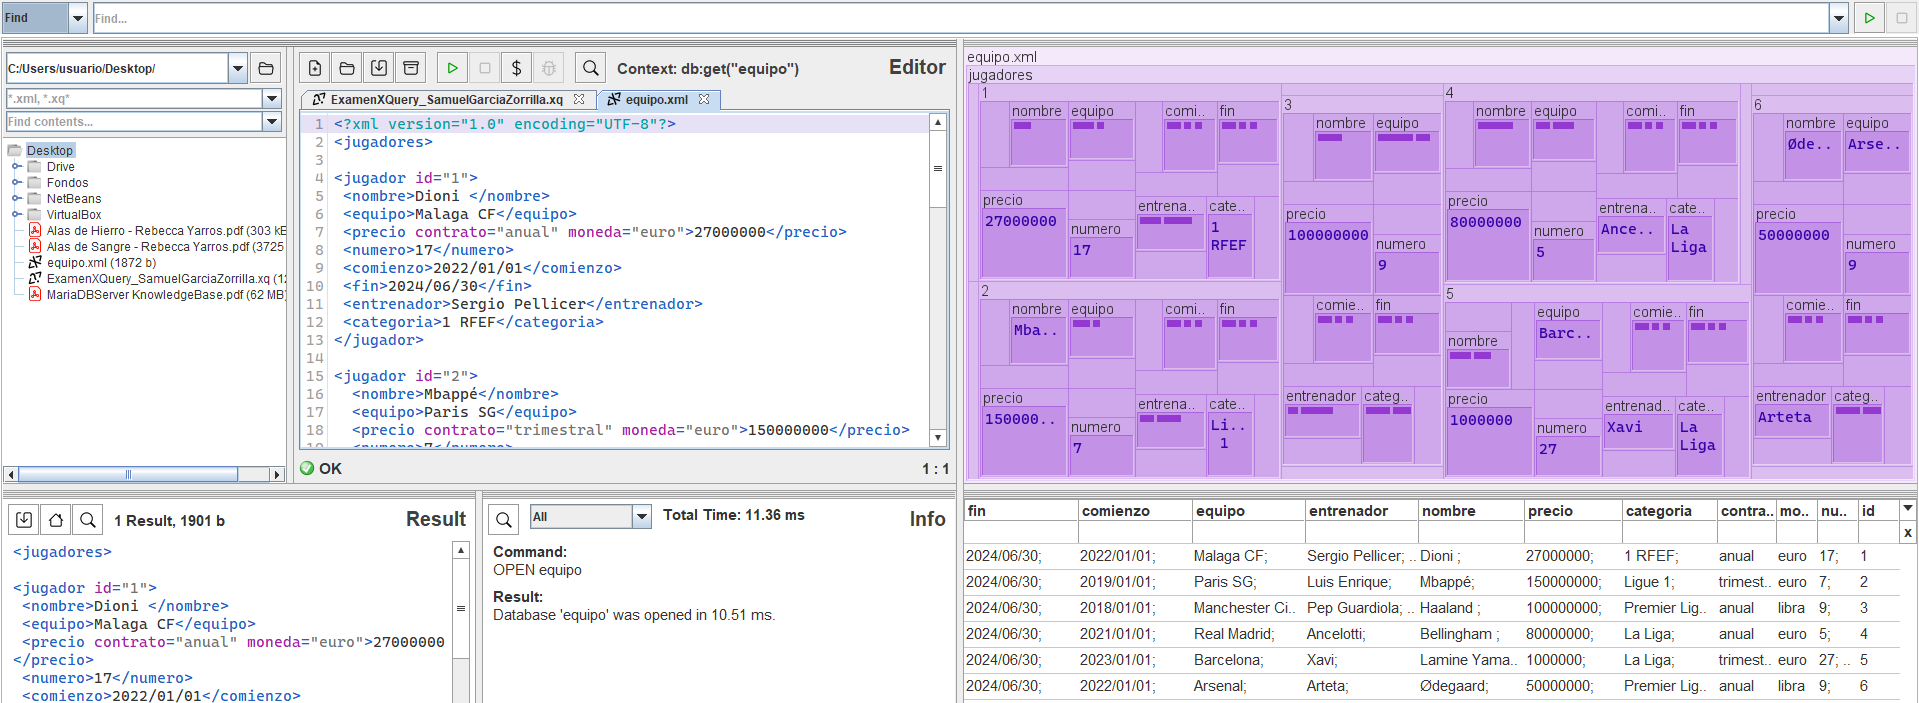 Find
Find...
C:/Users/usuario/Desktop/
*.xml, *.xq*
Find contents...
Desktop
Drive
Fondos
NetBeans
VirtualBox
Alas de Hierro - Rebecca Yarros.pdf (303 kE
Alas de Sangre - Rebecca Yarros.pdf (3725
equipo.xml (1872 b)
ExamenXQuery_SamuelGarciaZorrilla.xq (12
MariaDBServer KnowledgeBase.pdf (62 MB)
$
Context: db:get("equipo")
Editor
ExamenXQuery_SamuelGarciaZorrilla.xq
equipo.xml
1 <?xml version="1.0" encoding="UTF-8"?>
2 <jugadores>
3
4 <jugador id="1">
5 <nombre>Dioni </nombre>
6 <equipo>Malaga CF</equipo>
7 <precio contrato="anual" moneda="euro">27000000</precio>
8 <numero>17</numero>
9 <comienzo>2022/01/01</comienzo>
10 <fin>2024/06/30</fin>
11 <entrenador>Sergio Pellicer</entrenador>
12 <categoria>1 RFEF</categoria>
13 </jugador>
14
15 <jugador id="2">
16 <nombre>Mbappé</nombre>
17 <equipo>Paris SG</equipo>
18 <precio contrato="trimestral" moneda="euro">150000000</precio>
19 <numero>7</numero>
OK
1 : 1
equipo.xml
jugadores
1
nombre equipo comi.. fin
precio
27000000
numero
17
entrena..
cate..
1
RFEF
2
nombre equipo comi.. fin
Mba..
precio
150000..
numero
7
entrena..
cate..
Li..
1
3
nombre equipo
precio
100000000
numero
9
comie.. fin
entrenador categ..
4
nombre equipo comi.. fin
precio
80000000
numero
5
entrena..
Ance..
cate..
La
Liga
5
nombre
equipo
Barc..
comie.. fin
precio
1000000
numero
27
entrenad..
Xavi
cate..
La
Liga
6
nombre equipo
Øde.. Arse..
precio
50000000
numero
9
comie.. fin
entrenador categ..
Arteta
1 Result, 1901 b
Result
<jugadores>
<jugador id="1">
<nombre>Dioni </nombre>
<equipo>Malaga CF</equipo>
<precio contrato="anual" moneda="euro">27000000
</precio>
<numero>17</numero>
<comienzo>2022/01/01</comienzo>
All
Total Time: 11.36 ms
Info
Command:
OPEN equipo
Result:
Database 'equipo' was opened in 10.51 ms.
fin comienzo equipo entrenador nombre precio categoria contra... mo... nu... id
x
2024/06/30; 2022/01/01; Malaga CF; Sergio Pellicer; .. Dioni ; 27000000; 1 RFEF; anual euro 17; 1
2024/06/30; 2019/01/01; Paris SG; Luis Enrique; Mbappé; 150000000; Ligue 1; trimest.. euro 7; 2
2024/06/30; 2018/01/01; Manchester Ci.. Pep Guardiola; .. Haaland ; 100000000; Premier Lig.. anual libra 9; 3
2024/06/30; 2021/01/01; Real Madrid; Ancelotti; Bellingham ; 80000000; La Liga; anual euro 5; 4
2024/06/30; 2023/01/01; Barcelona; Xavi; Lamine Yama.. 1000000; La Liga; trimest.. euro 27; .. 5
2024/06/30; 2022/01/01; Arsenal; Arteta; Ødegaard; 50000000; Premier Lig.. anual libra 9; 6